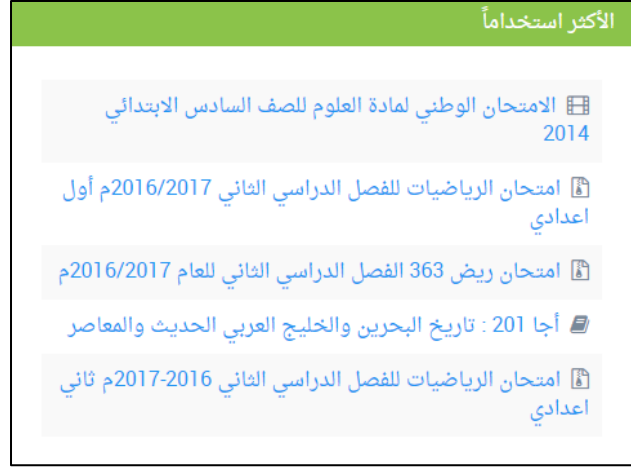 الأكثر استخداماً
الامتحان الوطني لمادة العلوم للصف السادس الابتدائي
2014
امتحان الرياضيات للفصل الدراسي الثاني 2016/2017م أول
اعدادي
امتحان ريض 363 الفصل الدراسي الثاني للعام 2016/2017م
أجا 201 : تاريخ البحرين والخليج العربي الحديث والمعاصر
امتحان الرياضيات للفصل الدراسي الثاني 2016-2017م ثاني
اعدادي